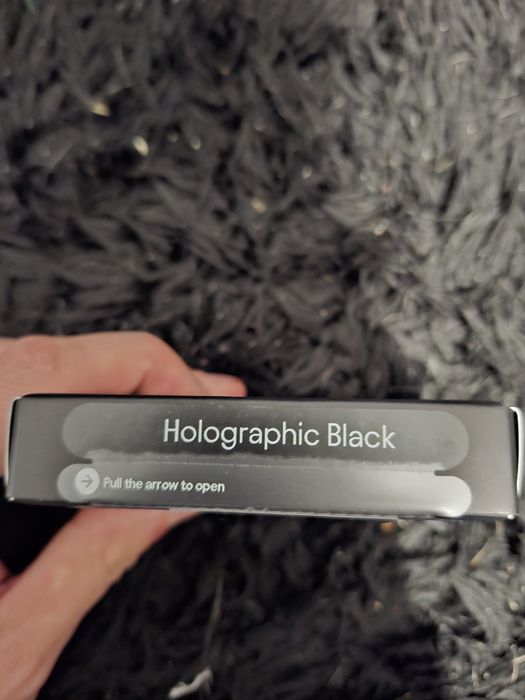 Holographic Black
Pull the arrow to open